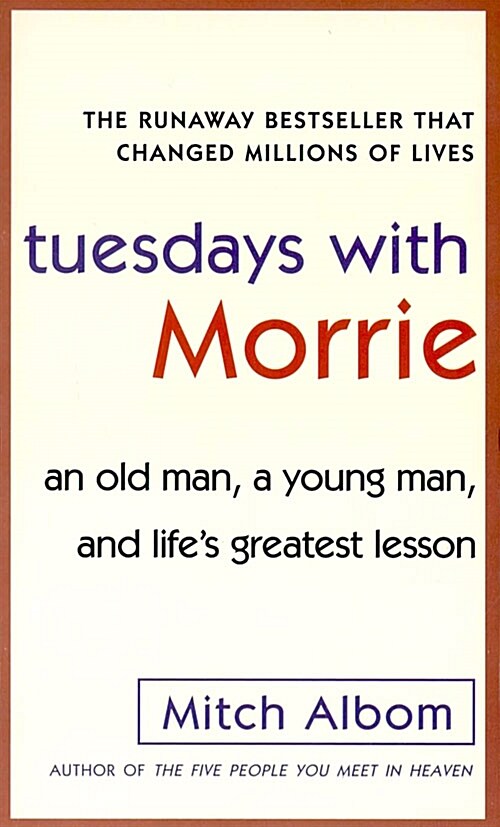 THE RUNAWAY BESTSELLER THAT
CHANGED MILLIONS OF LIVES
tuesdays with
Morrie
an old man, a young man,
and life's greatest lesson
Mitch Albom
AUTHOR OF THE FIVE PEOPLE YOU MEET IN HEAVEN